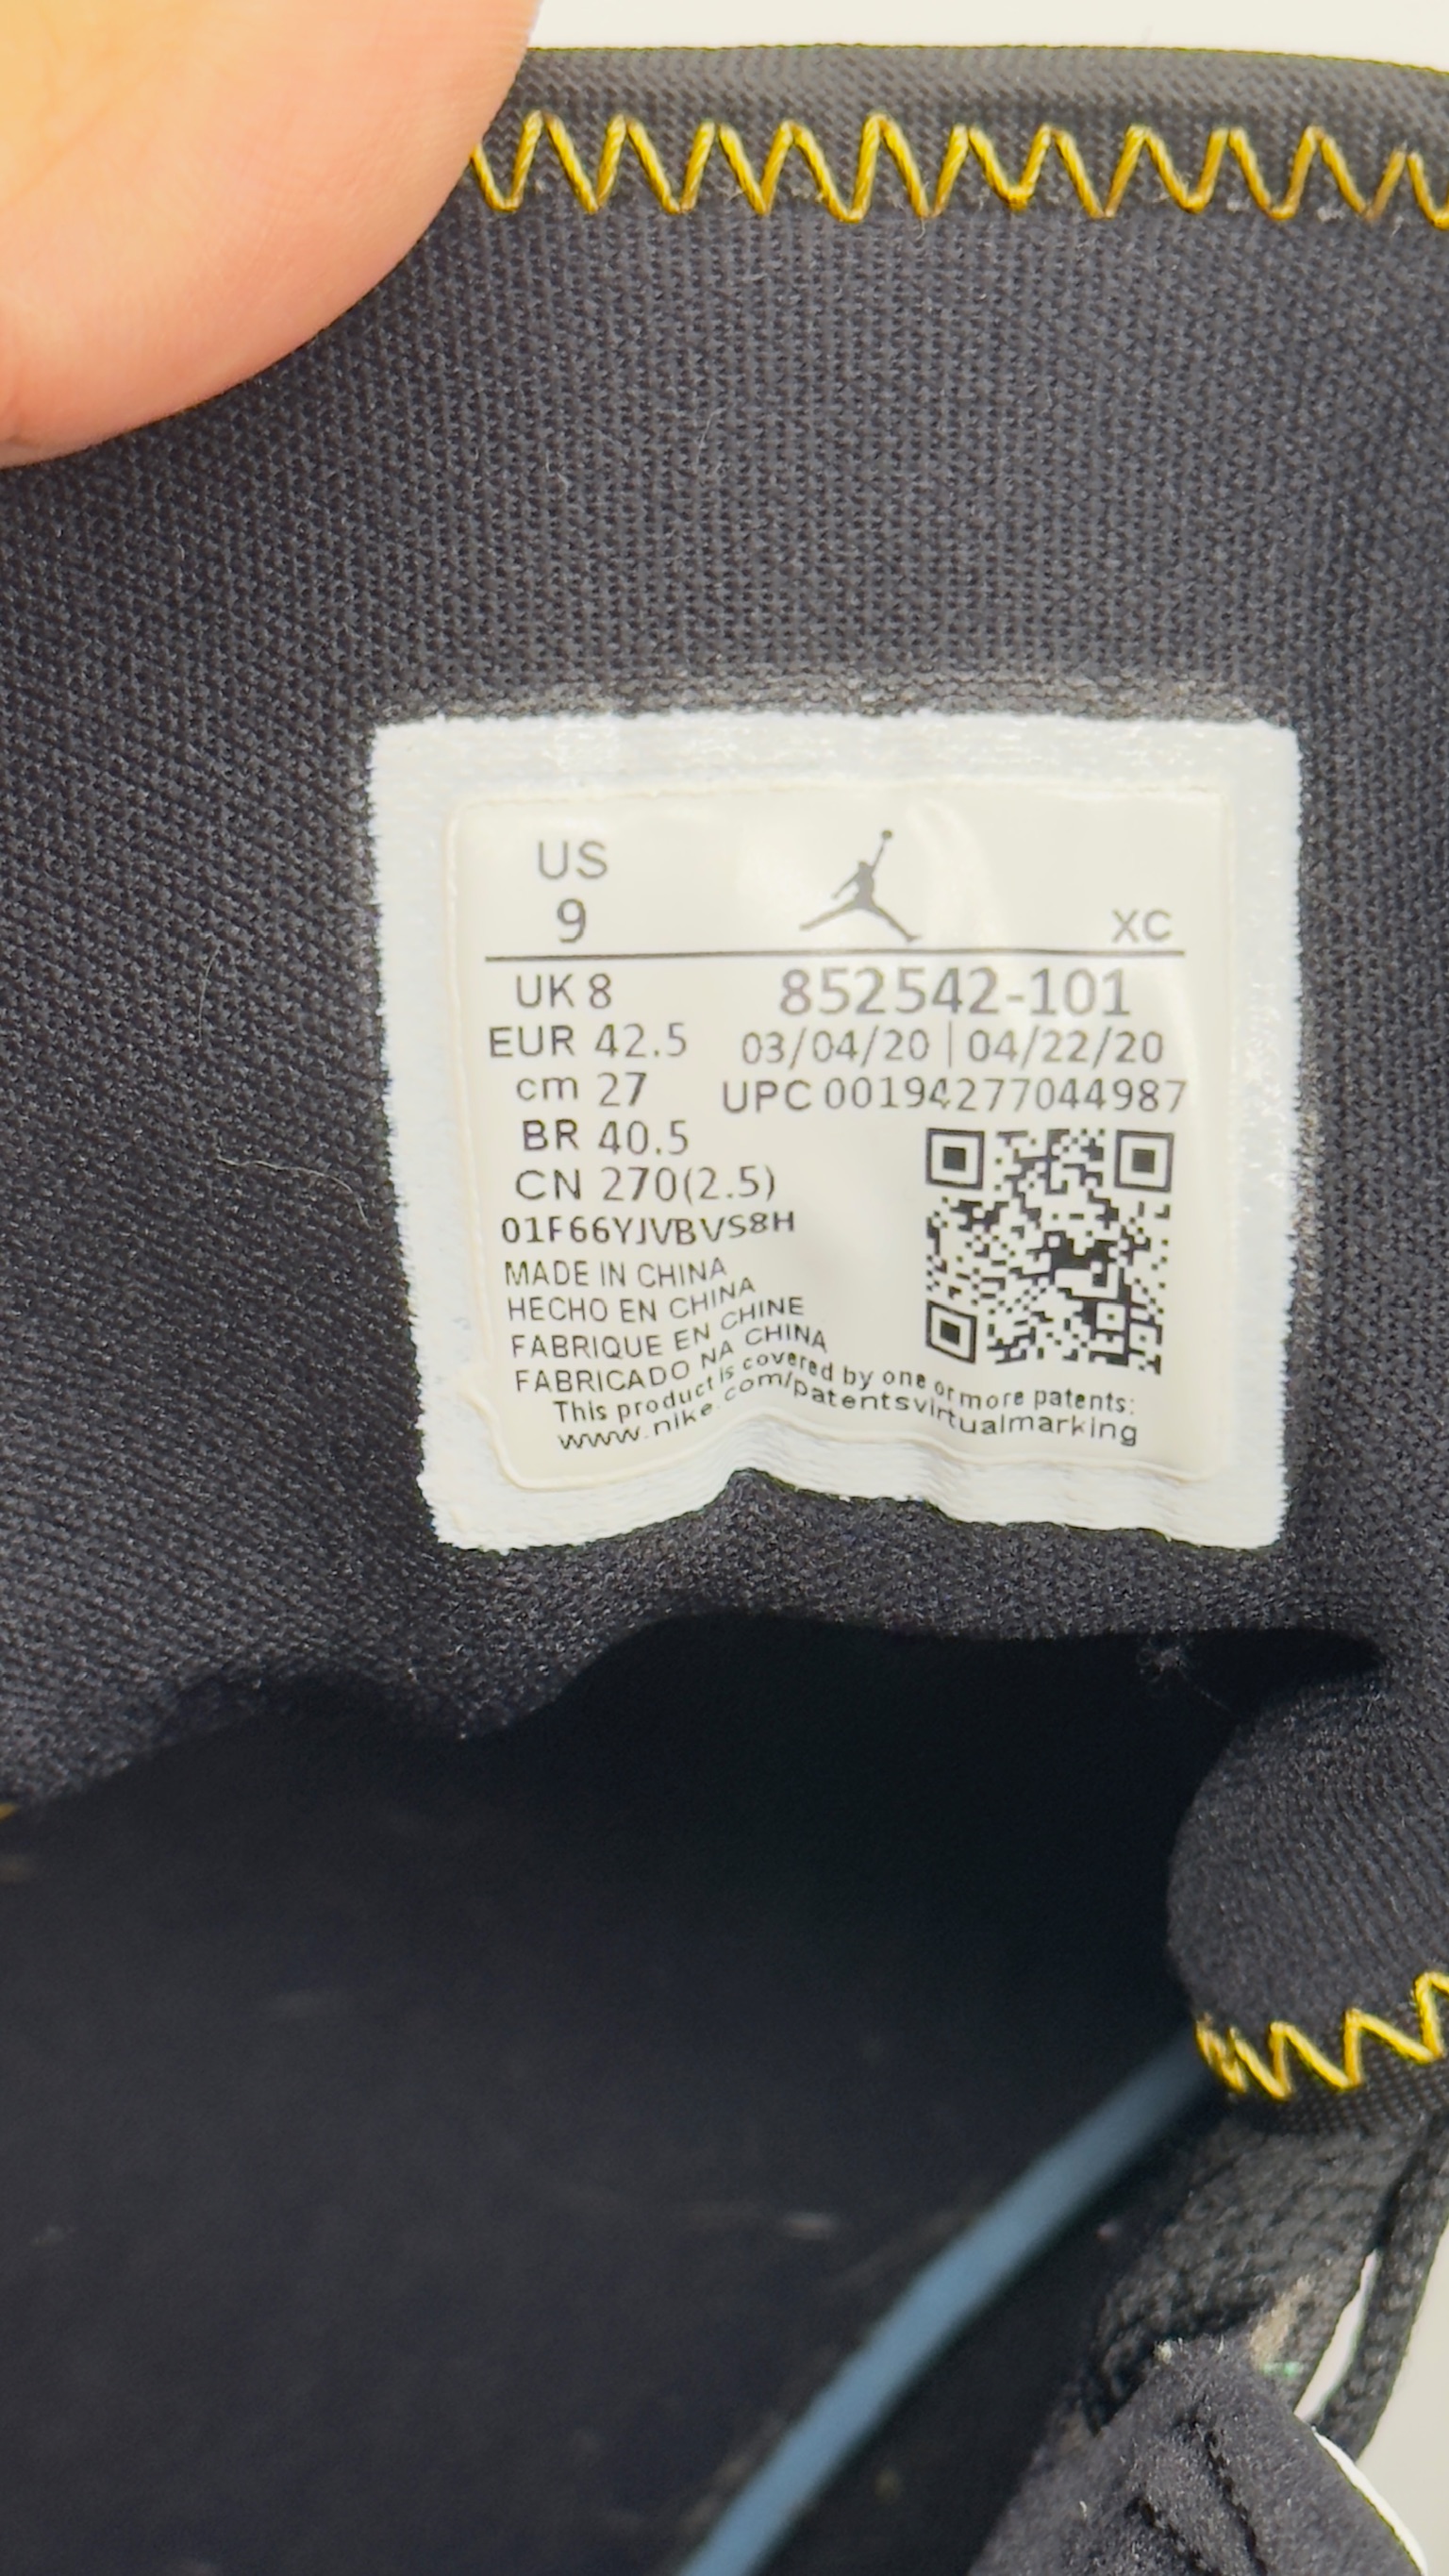 US
9
XC
UK 8
852542-101
EUR 42.5
03/04/20 | 04/22/20
cm 27
UPC 00194277044987
BR 40.5
CN 270(2.5)
01F66YJVBVS8H
MADE IN CHINA
HECHO EN CHINA
FABRIQUE EN CHINE
FABRICADO NA CHINA
This product is covered by one or more patents:
www.nike.com/patentsvirtualmarking